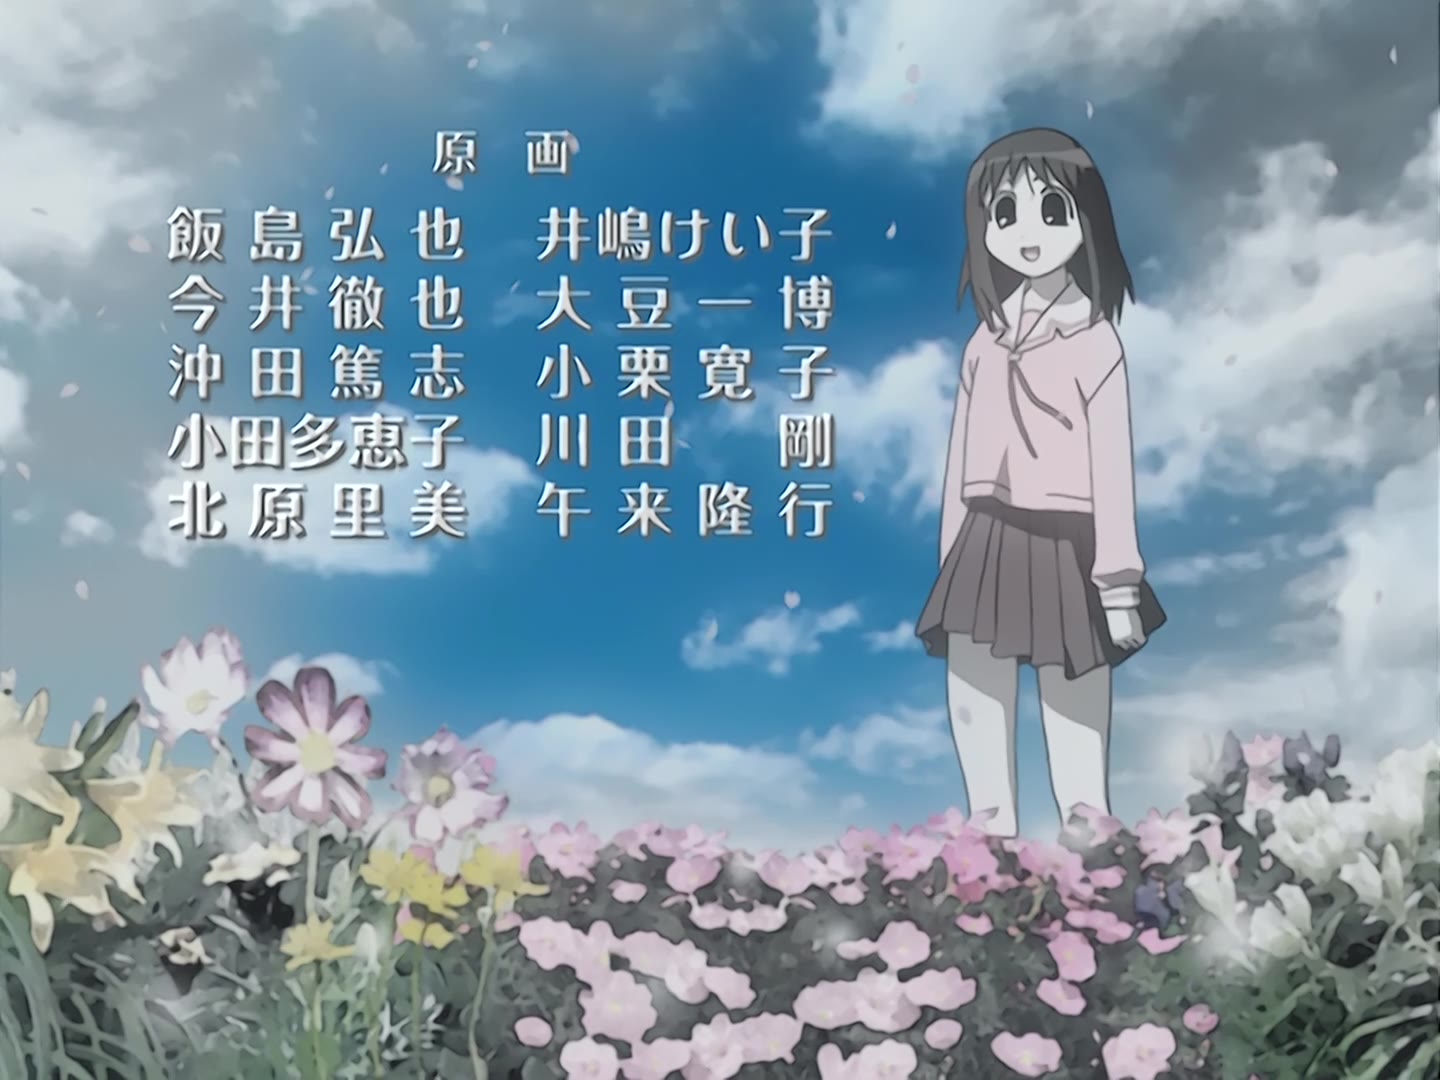 原画
飯島弘也 井嶋けい子
今井徹也 大豆一博
沖田篤志 小栗寛子
小田多恵子 川田剛
北原里美 午来隆行